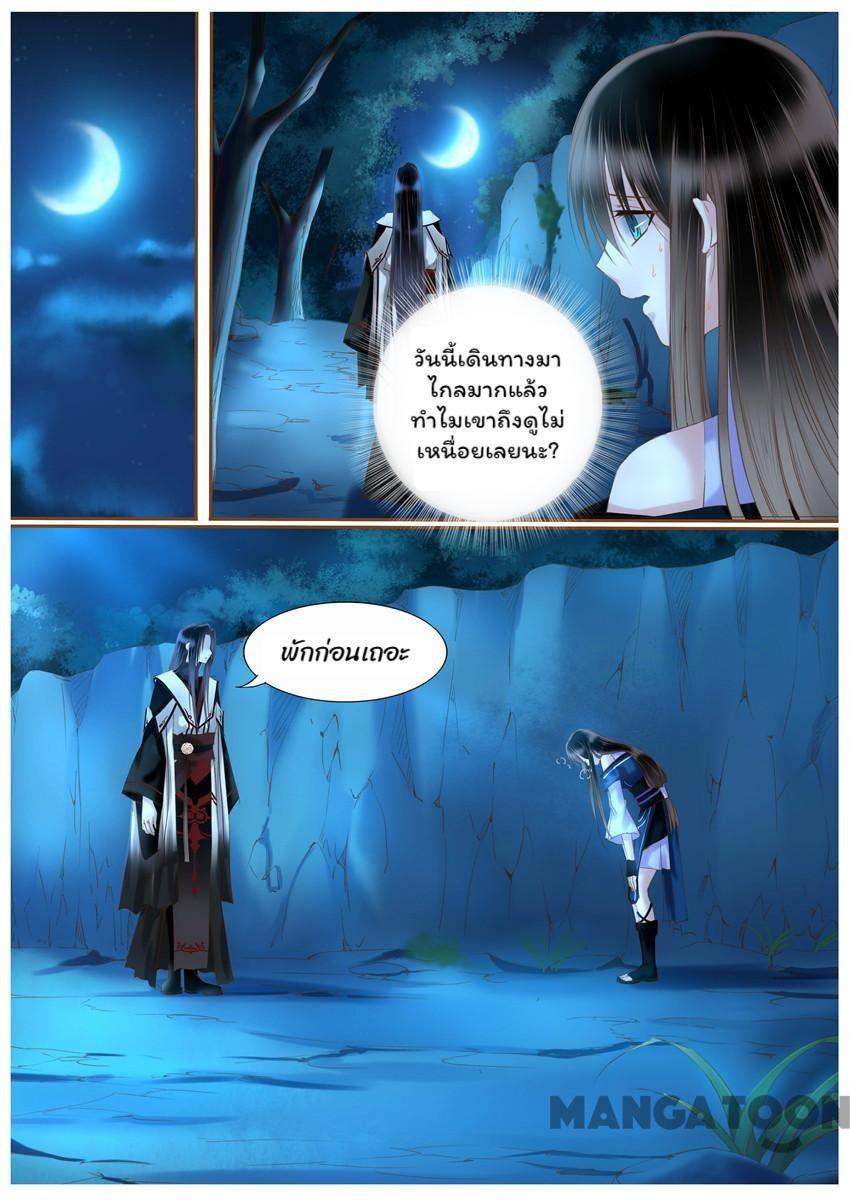 วันนี้เดินทางมา
ไกลมากแล้ว
ทำไมเขาถึงดูไม่
เหนื่อยเลยนะ?
พักก่อนเถอะ
MANGATOON